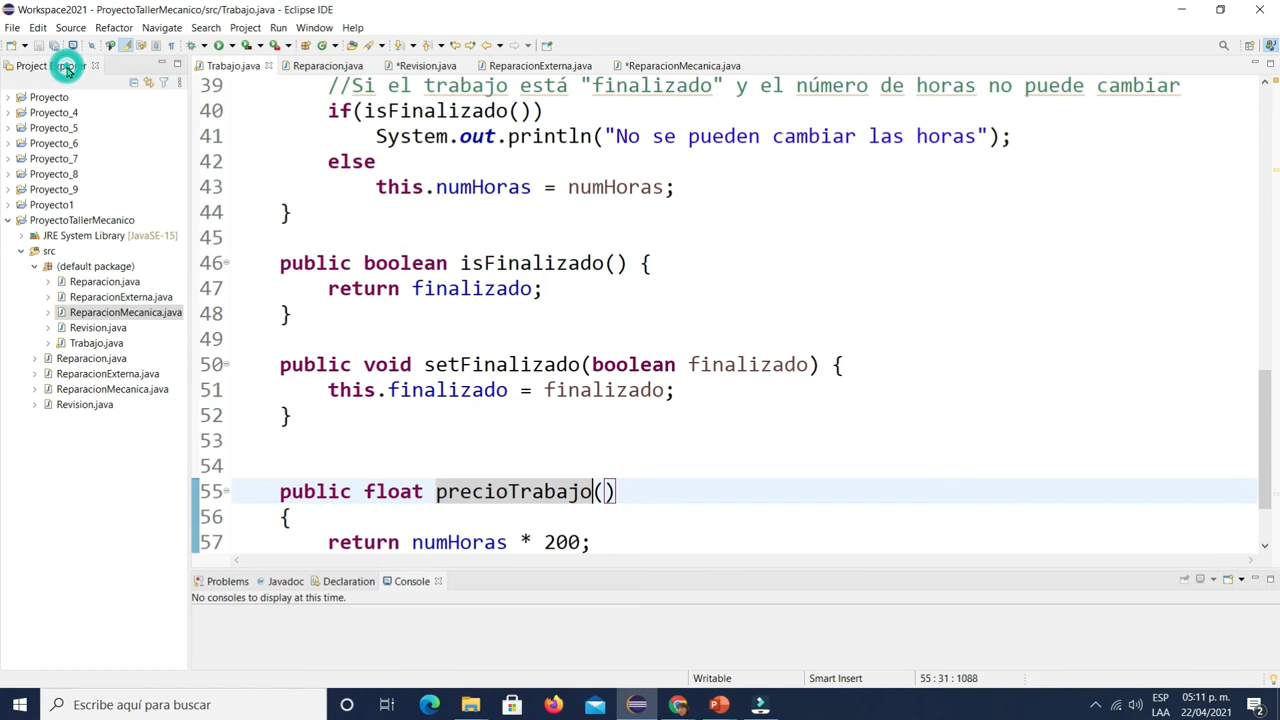 Workspace2021 - ProyectoTallerMecanico/src/Trabajo.java - Eclipse IDE
File Edit Source Refactor Navigate Search Project Run Window Help
Project Explorer
Trabajo.java Reparacion.java *Revision.java ReparacionExterna.java *ReparacionMecanica.java
Proyecto
Proyecto_4
Proyecto_5
Proyecto_6
Proyecto_7
Proyecto_8
Proyecto_9
Proyecto1
ProyectoTallerMecanico
JRE System Library [JavaSE-15]
src
(default package)
Reparacion.java
ReparacionExterna.java
ReparacionMecanica.java
Revision.java
Trabajo.java
Reparacion.java
ReparacionExterna.java
ReparacionMecanica.java
Revision.java
39 //Si el trabajo está "finalizado" y el número de horas no puede cambiar
40 if(isFinalizado())
41 System.out.println("No se pueden cambiar las horas");
42 else
43 this.numHoras = numHoras;
44 }
45
46 public boolean isFinalizado() {
47 return finalizado;
48 }
49
50 public void setFinalizado(boolean finalizado) {
51 this.finalizado = finalizado;
52 }
53
54
55 public float precioTrabajo()
56 {
57 return numHoras * 200;
Problems Javadoc Declaration Console
No consoles to display at this time.
Writable Smart Insert 55 : 31 : 1088
Escribe aquí para buscar
ESP 05:11 p. m.
LAA 22/04/2021
2